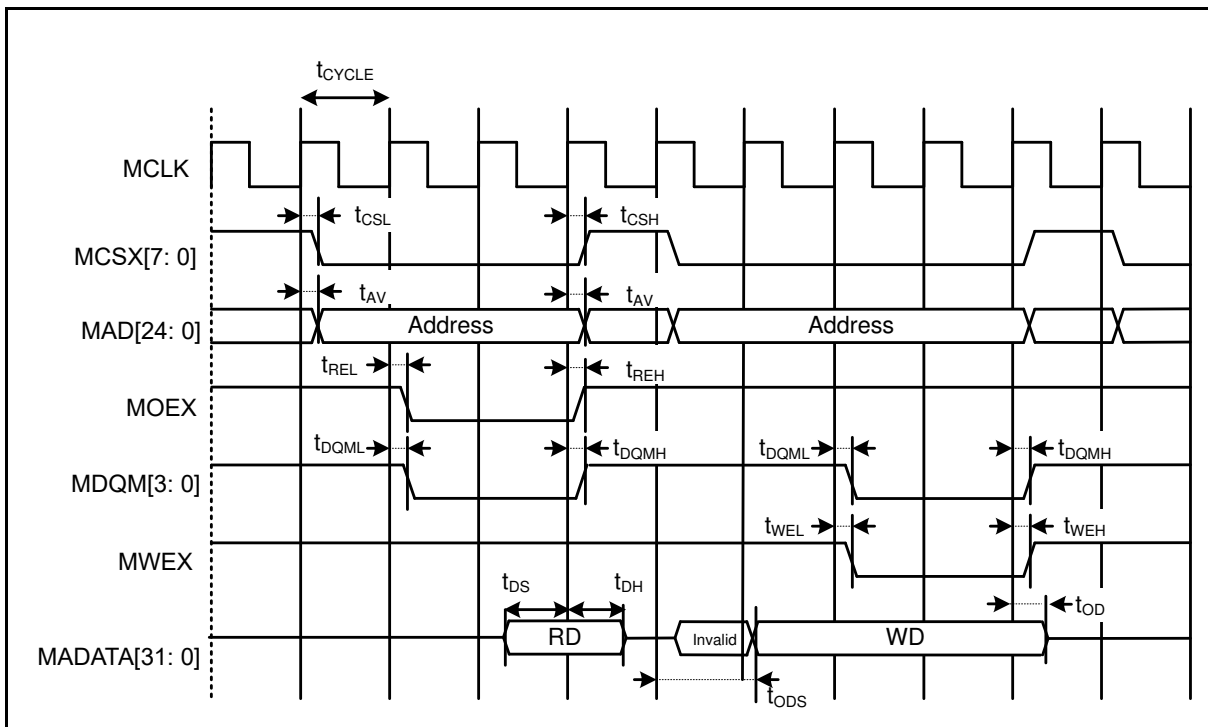 tCYCLE
MCLK
tCSL tCSH
MCSX[7: 0]
tAV tAV
MAD[24: 0] Address Address
tREL tREH
MOEX
tDQML tDQMH tDQML tDQMH
MDQM[3: 0]
tWEL tWEH
MWEX
tDS tDH tOD
MADATA[31: 0] RD Invalid WD
tODS